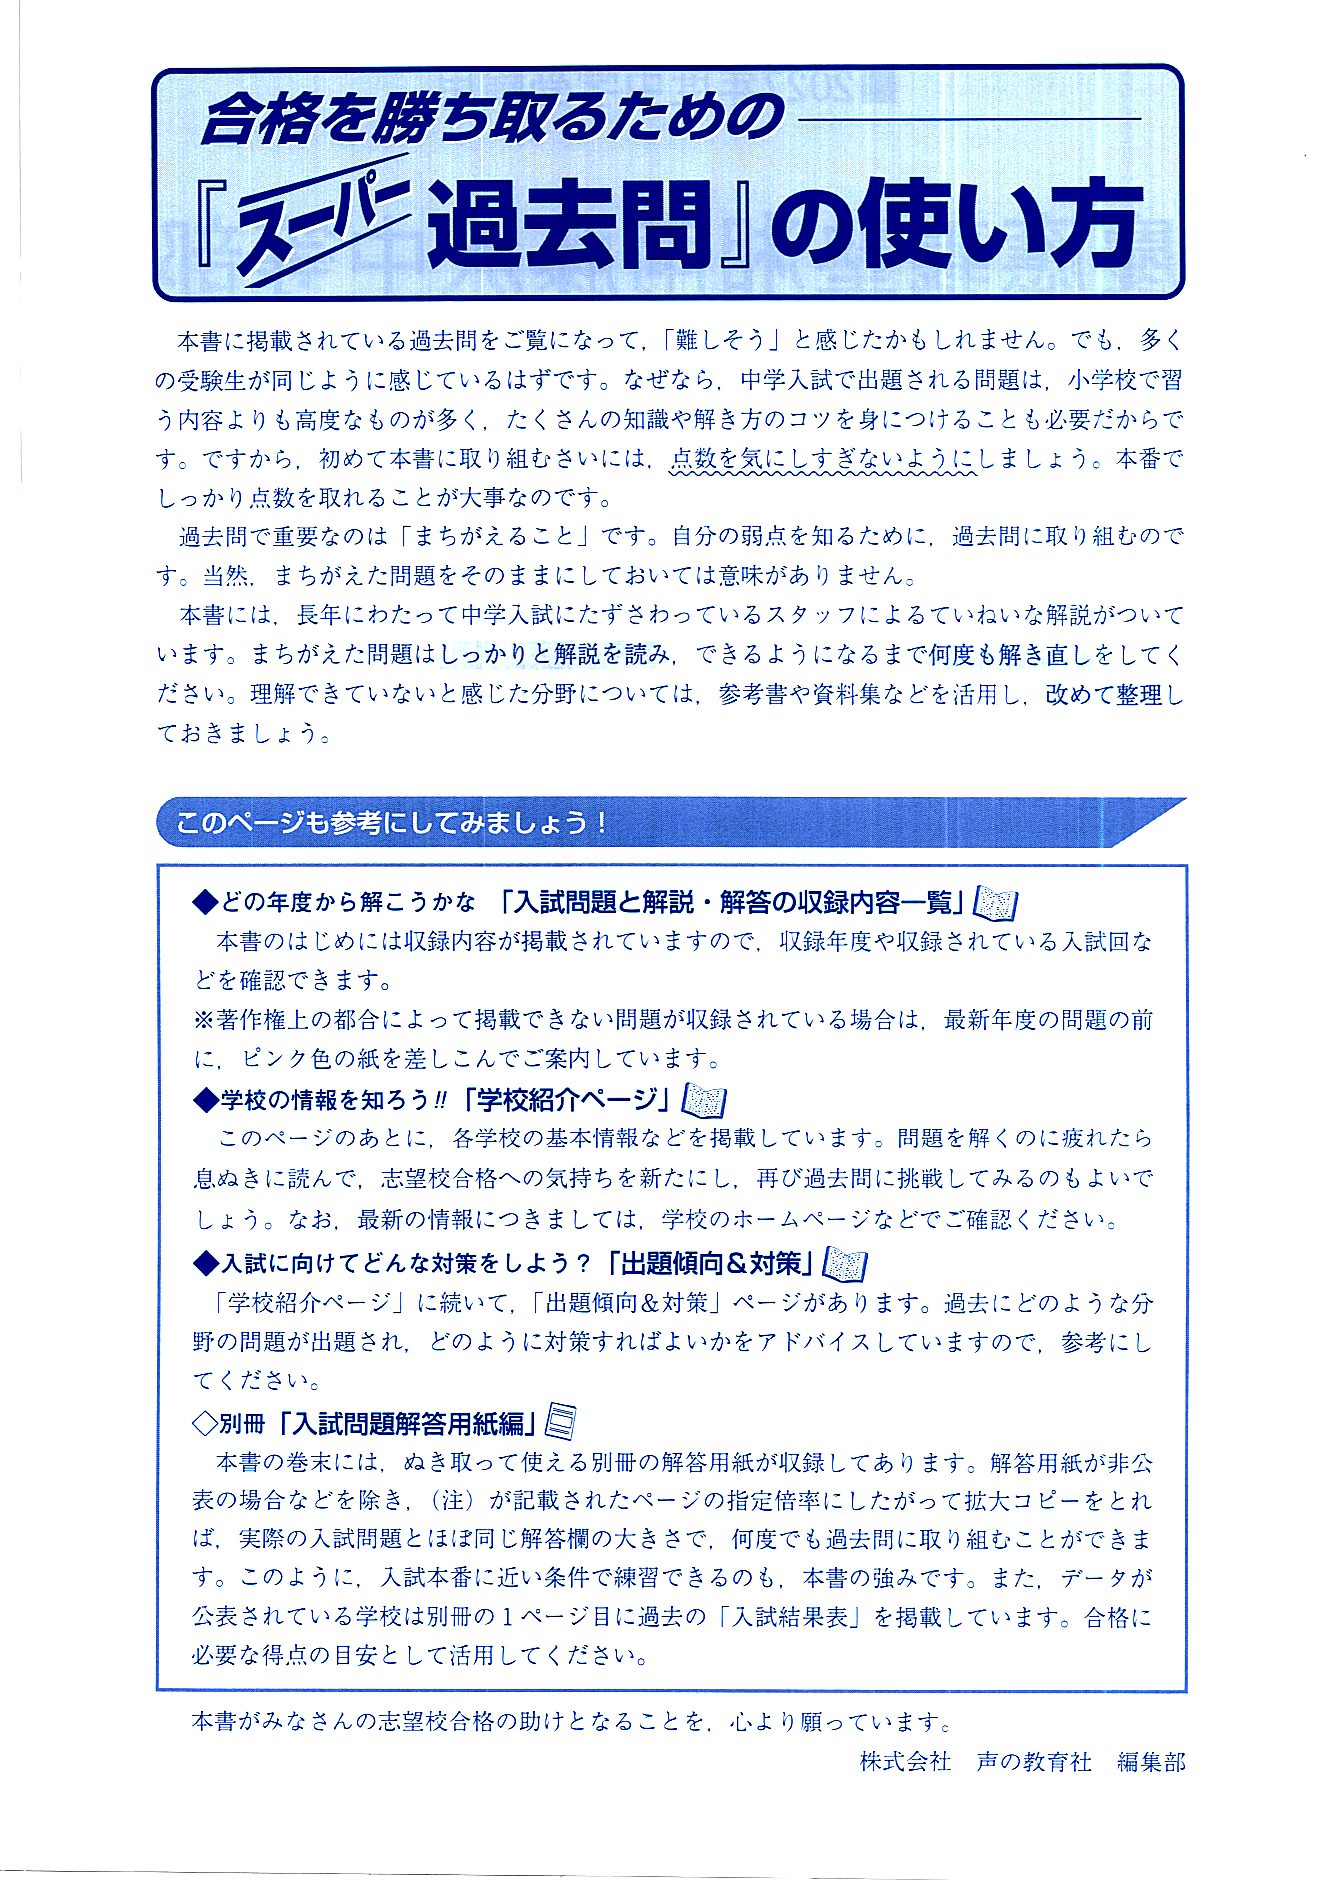 合格を勝ち取るための
『スーパー過去問』の使い方
本書に掲載されている過去問をご覧になって，「難しそう」と感じたかもしれません。でも，多く
の受験生が同じように感じているはずです。なぜなら，中学入試で出題される問題は，小学校で習
う内容よりも高度なものが多く，たくさんの知識や解き方のコツを身につけることも必要だからで
す。ですから，初めて本書に取り組むさいには，点数を気にしすぎないようにしましょう。本番で
しっかり点数を取れることが大事なのです。
過去問で重要なのは「まちがえること」です。自分の弱点を知るために，過去問に取り組むので
す。当然，まちがえた問題をそのままにしておいては意味がありません。
本書には，長年にわたって中学入試にたずさわっているスタッフによるていねいな解説がついて
います。まちがえた問題はしっかりと解説を読み，できるようになるまで何度も解き直しをしてく
ださい。理解できていないと感じた分野については，参考書や資料集などを活用し，改めて整理し
ておきましょう。
このページも参考にしてみましょう！
◆どの年度から解こうかな 「入試問題と解説・解答の収録内容一覧」
本書のはじめには収録内容が掲載されていますので，収録年度や収録されている入試回な
どを確認できます。
※著作権上の都合によって掲載できない問題が収録されている場合は，最新年度の問題の前
に，ピンク色の紙を差しこんでご案内しています。
◆学校の情報を知ろう!!「学校紹介ページ」
このページのあとに，各学校の基本情報などを掲載しています。問題を解くのに疲れたら
息ぬきに読んで，志望校合格への気持ちを新たにし，再び過去問に挑戦してみるのもよいで
しょう。なお，最新の情報につきましては，学校のホームページなどでご確認ください。
◆入試に向けてどんな対策をしよう？「出題傾向＆対策」
「学校紹介ページ」に続いて，「出題傾向＆対策」ページがあります。過去にどのような分
野の問題が出題され，どのように対策すればよいかをアドバイスしていますので，参考にし
てください。
◇別冊「入試問題解答用紙編」
本書の巻末には，ぬき取って使える別冊の解答用紙が収録してあります。解答用紙が非公
表の場合などを除き，（注）が記載されたページの指定倍率にしたがって拡大コピーをとれ
ば，実際の入試問題とほぼ同じ解答欄の大きさで，何度でも過去問に取り組むことができま
す。このように，入試本番に近い条件で練習できるのも，本書の強みです。また，データが
公表されている学校は別冊の１ページ目に過去の「入試結果表」を掲載しています。合格に
必要な得点の目安として活用してください。
本書がみなさんの志望校合格の助けとなることを，心より願っています。
株式会社　声の教育社　編集部